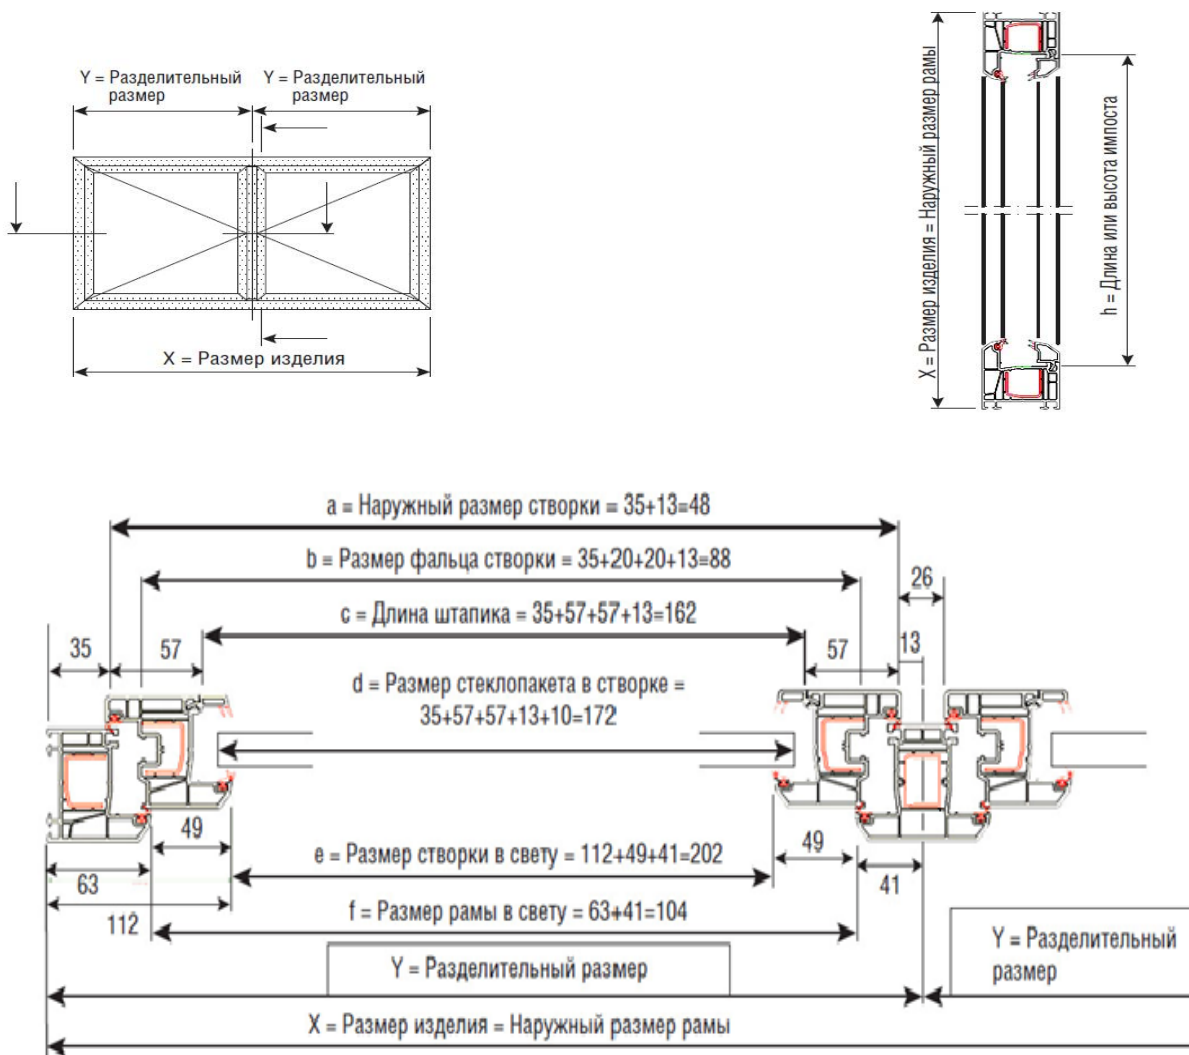 Y = Разделительный
размер
Y = Разделительный
размер
X = Размер изделия
X = Размер изделия = Наружный размер рамы
h = Длина или высота импоста
a = Наружный размер створки = 35+13=48
b = Размер фальца створки = 35+20+20+13=88
26
c = Длина штапика = 35+57+57+13=162
35
57
57
13
d = Размер стеклопакета в створке =
35+57+57+13+10=172
49
e = Размер створки в свету = 112+49+41=202
49
63
41
112
f = Размер рамы в свету = 63+41=104
Y = Разделительный размер
Y = Разделительный
размер
X = Размер изделия = Наружный размер рамы